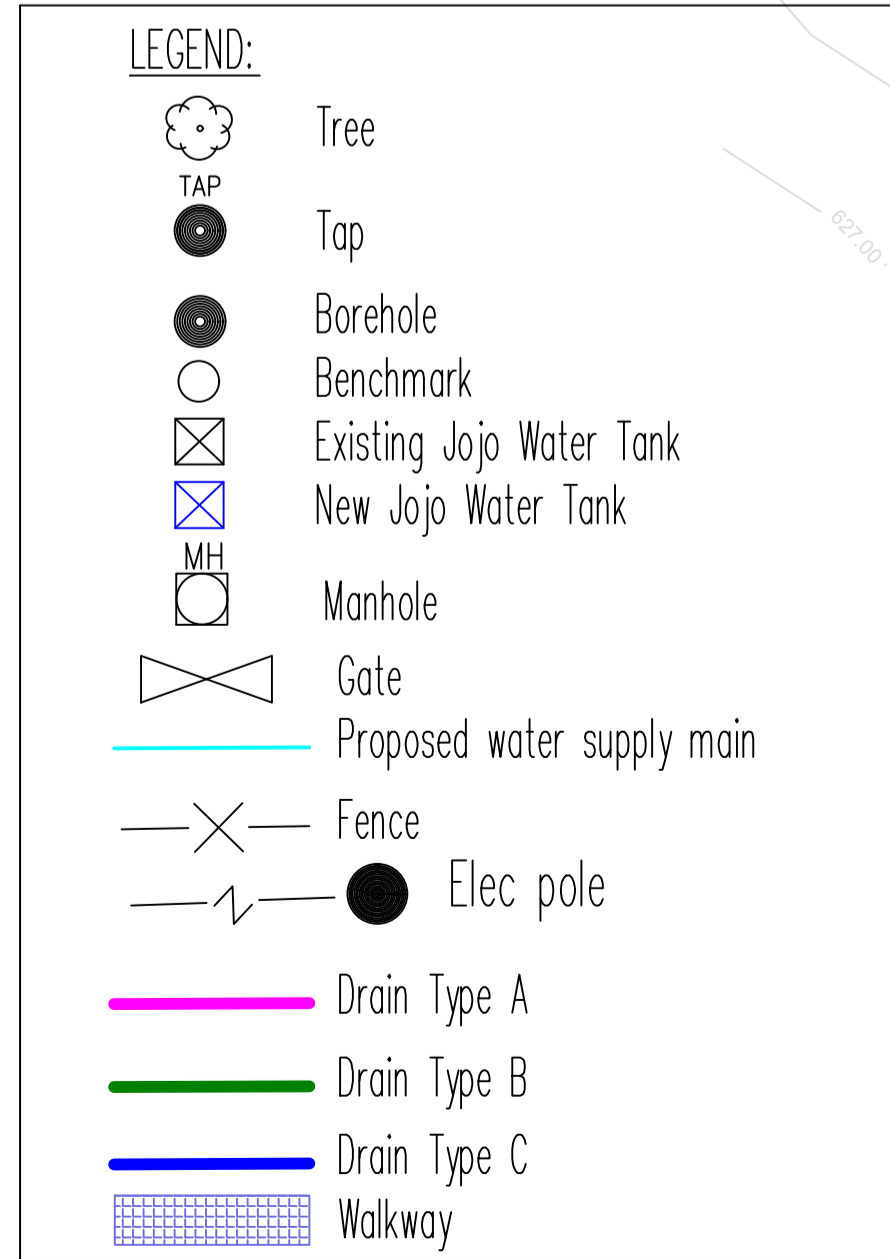 LEGEND:
Tree
TAP
Tap
Borehole
Benchmark
Existing Jojo Water Tank
New Jojo Water Tank
MH
Manhole
Gate
Proposed water supply main
Fence
Elec pole
Drain Type A
Drain Type B
Drain Type C
Walkway
627.00